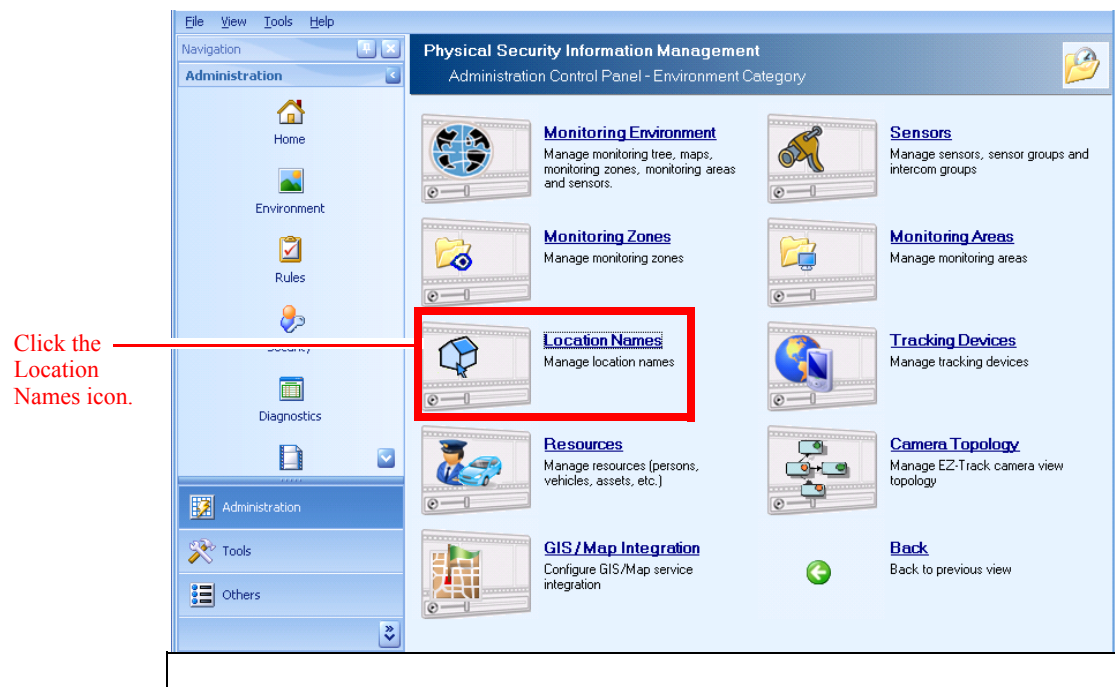 File View Tools Help
Navigation
Administration
Home
Environment
Rules
Security
Diagnostics
Administration
Tools
Others
Physical Security Information Management
Administration Control Panel - Environment Category
Monitoring Environment
Manage monitoring tree, maps,
monitoring zones, monitoring areas
and sensors.
Sensors
Manage sensors, sensor groups and
intercom groups
Monitoring Zones
Manage monitoring zones
Monitoring Areas
Manage monitoring areas
Location Names
Manage location names
Tracking Devices
Manage tracking devices
Resources
Manage resources (persons,
vehicles, assets, etc.)
Camera Topology
Manage EZ-Track camera view
topology
GIS/Map Integration
Configure GIS/Map service
integration
Back
Back to previous view
Click the
Location
Names icon.